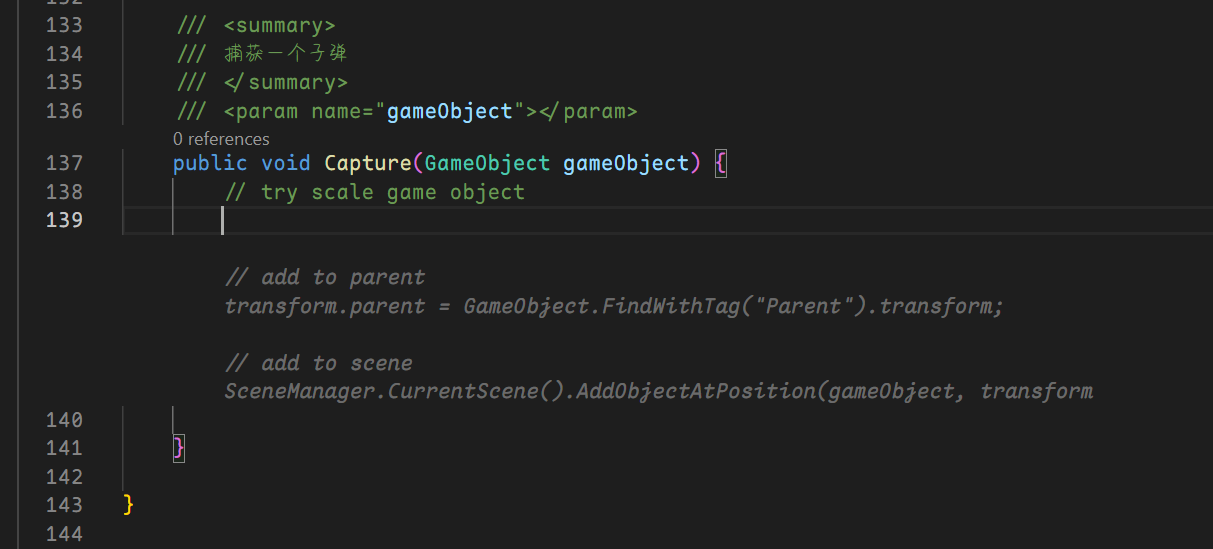 133 /// <summary>
134 /// 捕获一个子弹
135 /// </summary>
136 /// <param name="gameObject"></param>
0 references
137 public void Capture(GameObject gameObject) {
138 // try scale game object
139
// add to parent
transform.parent = GameObject.FindWithTag("Parent").transform;
// add to scene
SceneManager.CurrentScene().AddObjectAtPosition(gameObject, transform
140
141 }
142
143 }
144